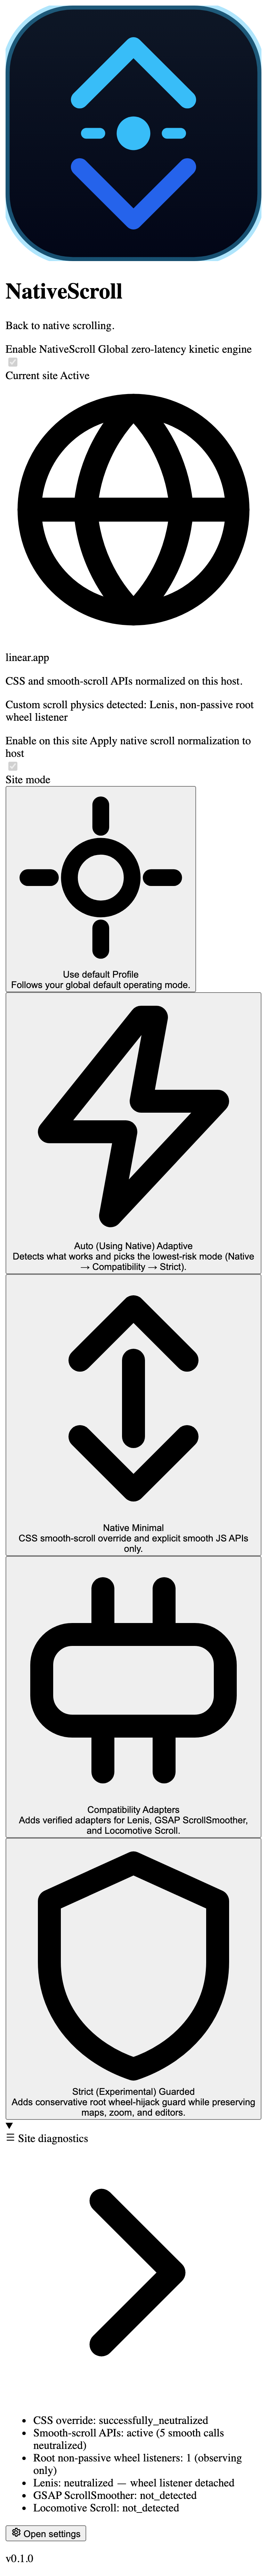 NativeScroll
Back to native scrolling.
Enable NativeScroll Global zero-latency kinetic engine
Current site Active
linear.app
CSS and smooth-scroll APIs normalized on this host.
Custom scroll physics detected: Lenis, non-passive root
wheel listener
Enable on this site Apply native scroll normalization to
host
Site mode
Use default Profile
Follows your global default operating mode.
Auto (Using Native) Adaptive
Detects what works and picks the lowest-risk mode (Native
→ Compatibility → Strict).
Native Minimal
CSS smooth-scroll override and explicit smooth JS APIs
only.
Compatibility Adapters
Adds verified adapters for Lenis, GSAP ScrollSmoother,
and Locomotive Scroll.
Strict (Experimental) Guarded
Adds conservative root wheel-hijack guard while preserving
maps, zoom, and editors.
Site diagnostics
CSS override: successfully_neutralized
Smooth-scroll APIs: active (5 smooth calls
neutralized)
Root non-passive wheel listeners: 1 (observing
only)
Lenis: neutralized — wheel listener detached
GSAP ScrollSmoother: not_detected
Locomotive Scroll: not_detected
Open settings
v0.1.0